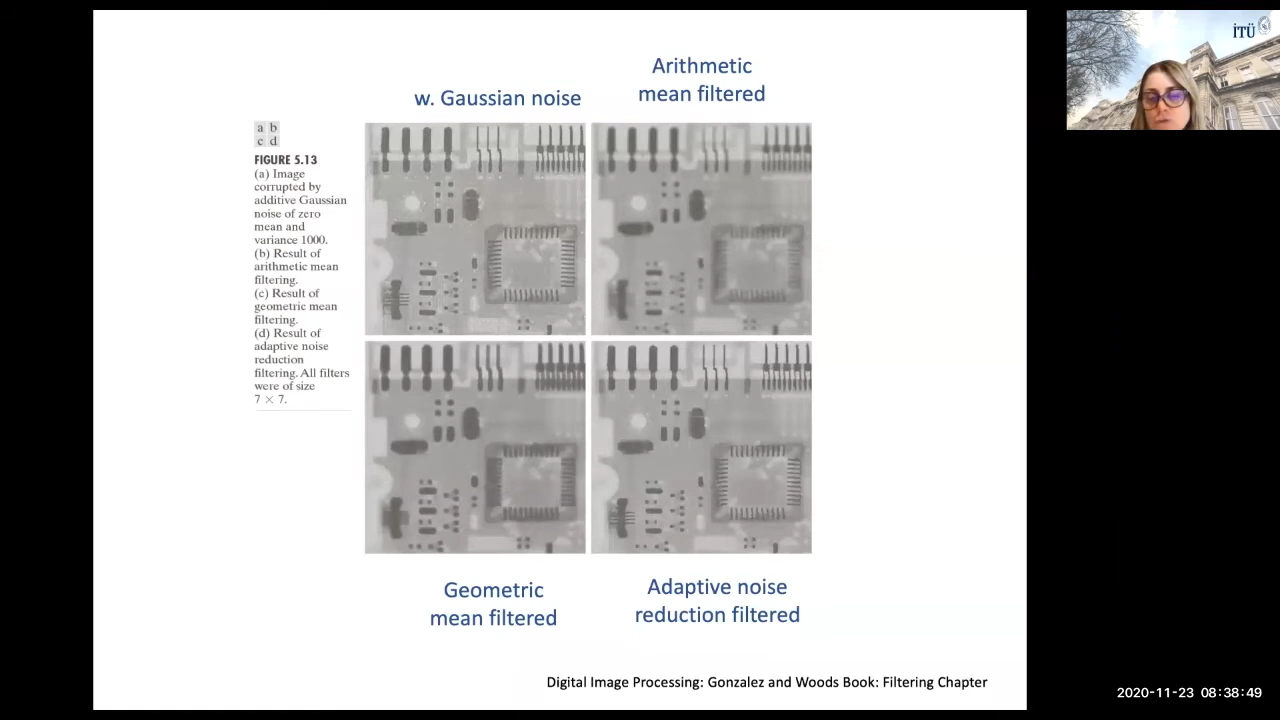 Arithmetic
mean filtered
w. Gaussian noise
a b
c d
FIGURE 5.13
(a) Image
corrupted by
additive Gaussian
noise of zero
mean and
variance 1000.
(b) Result of
arithmetic mean
filtering.
(c) Result of
geometric mean
filtering.
(d) Result of
adaptive noise
reduction
filtering. All filters
were of size
7 × 7.
Geometric
mean filtered
Adaptive noise
reduction filtered
Digital Image Processing: Gonzalez and Woods Book: Filtering Chapter
İTÜ
2020-11-23 08:38:49